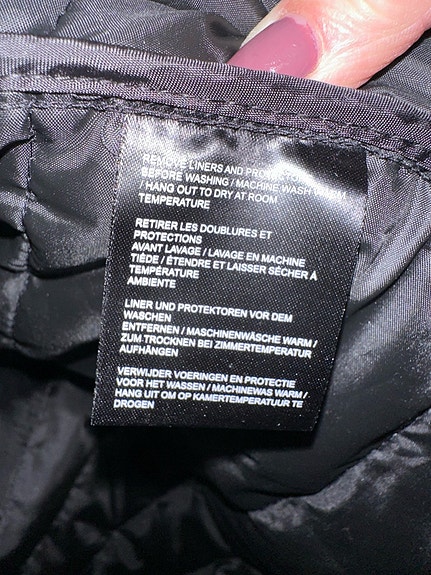 REMOVE LINERS AND
BEFORE WASHING / MACHINE WASH
/ HANG OUT TO DRY AT ROOM
TEMPERATURE
RETIRER LES DOUBLURES ET
PROTECTIONS
AVANT LAVAGE / LAVAGE EN MACHINE
TIÈDE / ÉTENDRE ET LAISSER SÉCHER À
TEMPÉRATURE
AMBIENTE
LINER UND PROTEKTOREN VOR DEM
WASCHEN
ENTFERNEN / MASCHINENWÄSCHE WARM /
ZUM TROCKNEN BEI ZIMMERTEMPERATUR
AUFHÄNGEN
VERWIJDER VOERINGEN EN PROTECTIE
VOOR HET WASSEN / MACHINEWAS WARM /
HANG UIT OM OP KAMERTEMPERATUUR TE
DROGEN